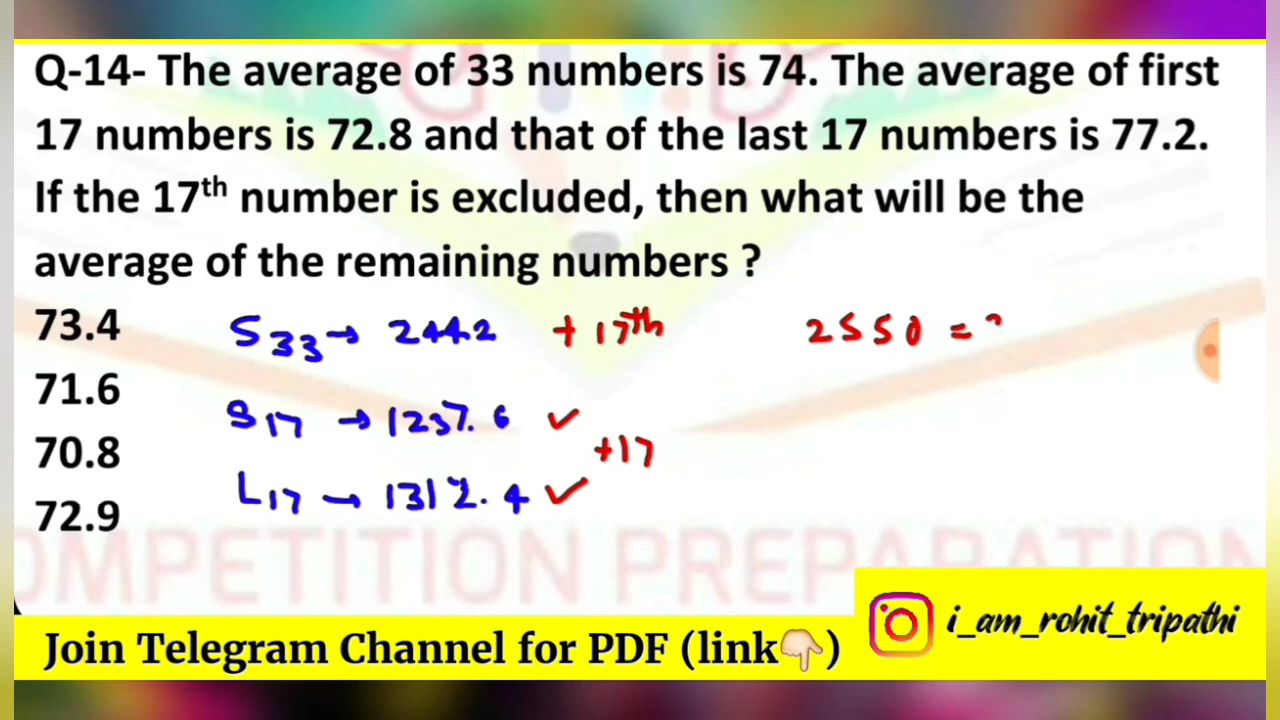 Q-14- The average of 33 numbers is 74. The average of first
17 numbers is 72.8 and that of the last 17 numbers is 77.2.
If the 17th number is excluded, then what will be the
average of the remaining numbers ?
73.4
71.6
70.8
72.9
S33 → 2442 + 17th
2550 = ?
S17 → 1237.6 ✓
+17
L17 → 1312.4 ✓
OMPETITION PREPARATION
Join Telegram Channel for PDF (link👇🏻)
i_am_rohit_tripathi